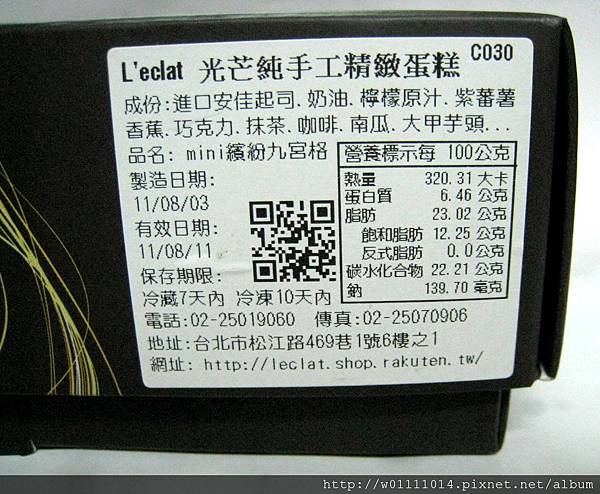 L'eclat 光芒純手工精緻蛋糕 C030
成份:進口安佳起司.奶油.檸檬原汁.紫蕃薯
香蕉.巧克力.抹茶.咖啡.南瓜.大甲芋頭...
品名: mini繽紛九宮格
製造日期:
11/08/03
有效日期:
11/08/11
保存期限:
冷藏7天內 冷凍10天內
營養標示每 100公克
熱量 320.31 大卡
蛋白質 6.46 公克
脂肪 23.02 公克
飽和脂肪 12.25 公克
反式脂肪 0.0 公克
碳水化合物 22.21 公克
鈉 139.70 毫克
電話:02-25019060 傳真:02-25070906
地址:台北市松江路469巷1號6樓之1
網址: http://leclat.shop.rakuten.tw/
http://w01111014.pixnet.net/album